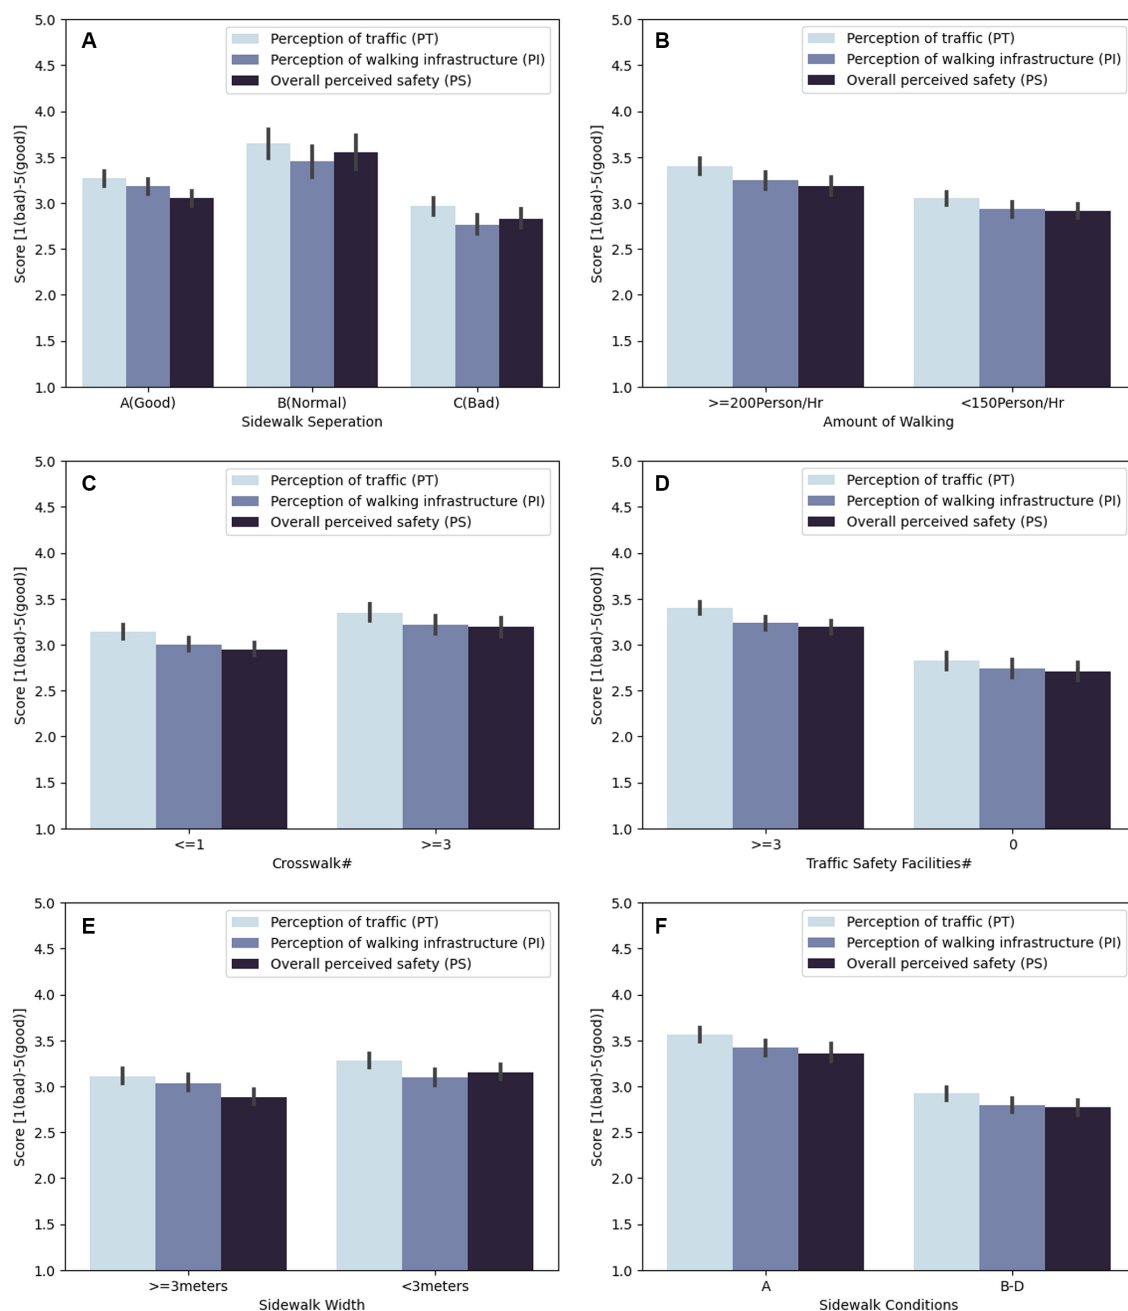 A
Perception of traffic (PT)
Perception of walking infrastructure (PI)
Overall perceived safety (PS)
Score [1(bad)-5(good)]
5.0
4.5
4.0
3.5
3.0
2.5
2.0
1.5
1.0
A(Good) B(Normal) C(Bad)
Sidewalk Seperation
B
Perception of traffic (PT)
Perception of walking infrastructure (PI)
Overall perceived safety (PS)
Score [1(bad)-5(good)]
5.0
4.5
4.0
3.5
3.0
2.5
2.0
1.5
1.0
>=200Person/Hr <150Person/Hr
Amount of Walking
C
Perception of traffic (PT)
Perception of walking infrastructure (PI)
Overall perceived safety (PS)
Score [1(bad)-5(good)]
5.0
4.5
4.0
3.5
3.0
2.5
2.0
1.5
1.0
<=1 >=3
Crosswalk#
D
Perception of traffic (PT)
Perception of walking infrastructure (PI)
Overall perceived safety (PS)
Score [1(bad)-5(good)]
5.0
4.5
4.0
3.5
3.0
2.5
2.0
1.5
1.0
>=3 0
Traffic Safety Facilities#
E
Perception of traffic (PT)
Perception of walking infrastructure (PI)
Overall perceived safety (PS)
Score [1(bad)-5(good)]
5.0
4.5
4.0
3.5
3.0
2.5
2.0
1.5
1.0
>=3meters <3meters
Sidewalk Width
F
Perception of traffic (PT)
Perception of walking infrastructure (PI)
Overall perceived safety (PS)
Score [1(bad)-5(good)]
5.0
4.5
4.0
3.5
3.0
2.5
2.0
1.5
1.0
A B-D
Sidewalk Conditions